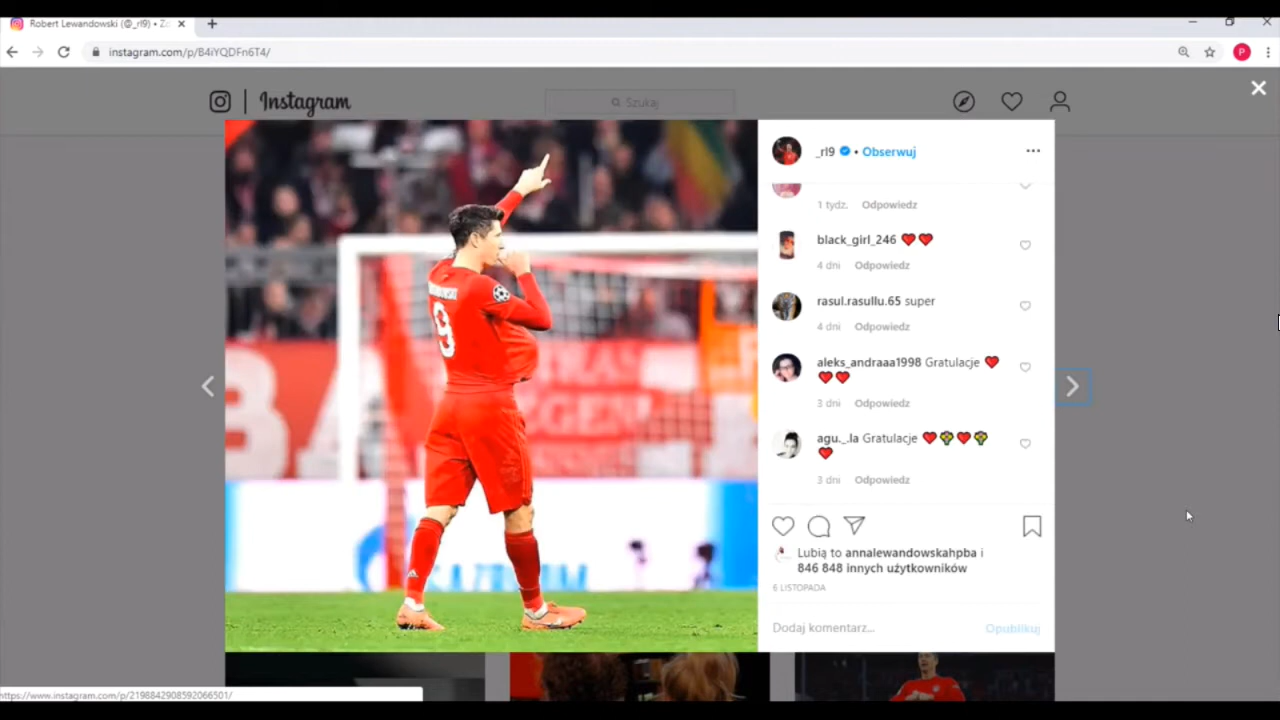 Robert Lewandowski (@_rl9) •
instagram.com/p/B4iYQDFn6T4/
P
Instagram
Szukaj
_rl9 • Obserwuj
1 tydz. Odpowiedz
black_girl_246 ❤️❤️
4 dni Odpowiedz
rasul.rasullu.65 super
4 dni Odpowiedz
aleks_andraaa1998 Gratulacje ❤️
❤️❤️
3 dni Odpowiedz
agu._.la Gratulacje ❤️💐❤️💐
❤️
3 dni Odpowiedz
Lubią to annalewandowskahpba i
846 848 innych użytkowników
6 LISTOPADA
Dodaj komentarz...
Opublikuj
9
https://www.instagram.com/p/2198842908592066501/